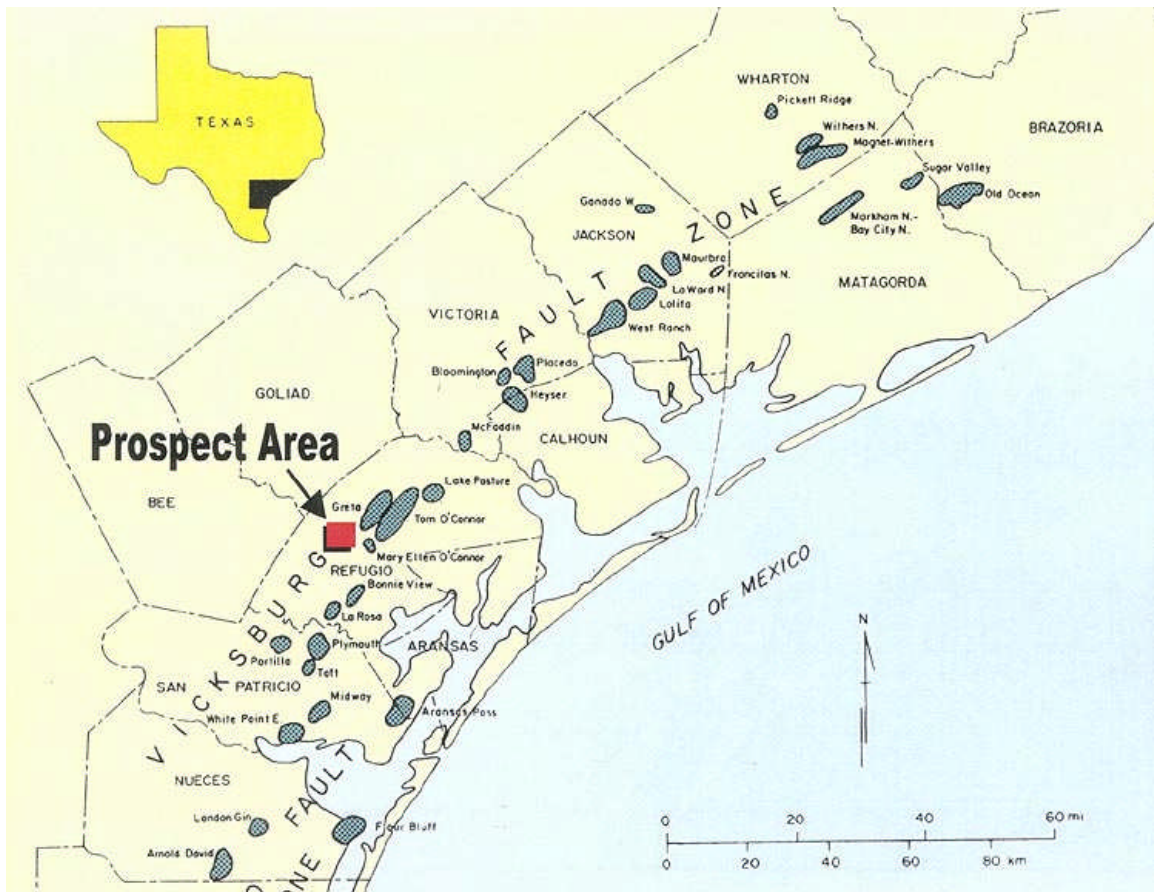 TEXAS
WHARTON
Pickett Ridge
BRAZORIA
Withers N.
Magnet-Withers
Sugar Valley
Old Ocean
Ganado W.
Markham N.-
Bay City N.
JACKSON
Maurbro
Francitas N.
MATAGORDA
La Ward N.
Lolita
West Ranch
VICTORIA
Placedo
Bloomington
Heyser
GOLIAD
McFaddin
CALHOUN
Prospect Area
BEE
Lake Pasture
Greta
Tom O'Connor
Mary Ellen O'Connor
REFUGIO
Bonnie View
La Rosa
GULF OF MEXICO
N
Plymouth
ARANSAS
Portilla
Taft
SAN PATRICIO
Midway
Aransas Pass
White Point E.
VICKSBURG FAULT ZONE
NUECES
London Gin
Flour Bluff
Arnold David
FAULT
ONE
0 20 40 60 mi
0 20 40 60 80 km